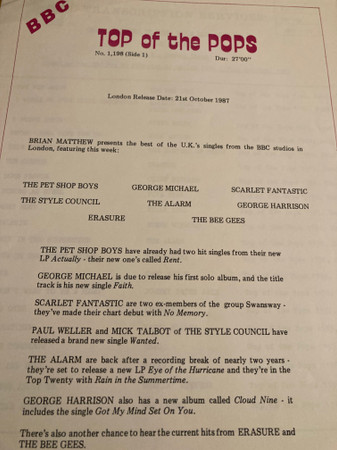 BBC
TOP of the POPS
No. 1,198 (Side 1) Dur: 27'00"
London Release Date: 21st October 1987
BRIAN MATTHEW presents the best of the U.K.'s singles from the BBC studios in
London, featuring this week:
THE PET SHOP BOYS GEORGE MICHAEL SCARLET FANTASTIC
THE STYLE COUNCIL THE ALARM GEORGE HARRISON
ERASURE THE BEE GEES
THE PET SHOP BOYS have already had two hit singles from their new
LP Actually - their new one's called Rent.
GEORGE MICHAEL is due to release his first solo album, and the title
track is his new single Faith.
SCARLET FANTASTIC are two ex-members of the group Swansway -
they've made their chart debut with No Memory.
PAUL WELLER and MICK TALBOT of THE STYLE COUNCIL have
released a brand new single Wanted.
THE ALARM are back after a recording break of nearly two years -
they're set to release a new LP Eye of the Hurricane and they're in the
Top Twenty with Rain in the Summertime.
GEORGE HARRISON also has a new album called Cloud Nine - it
includes the single Got My Mind Set On You.
There's also another chance to hear the current hits from ERASURE and
THE BEE GEES.